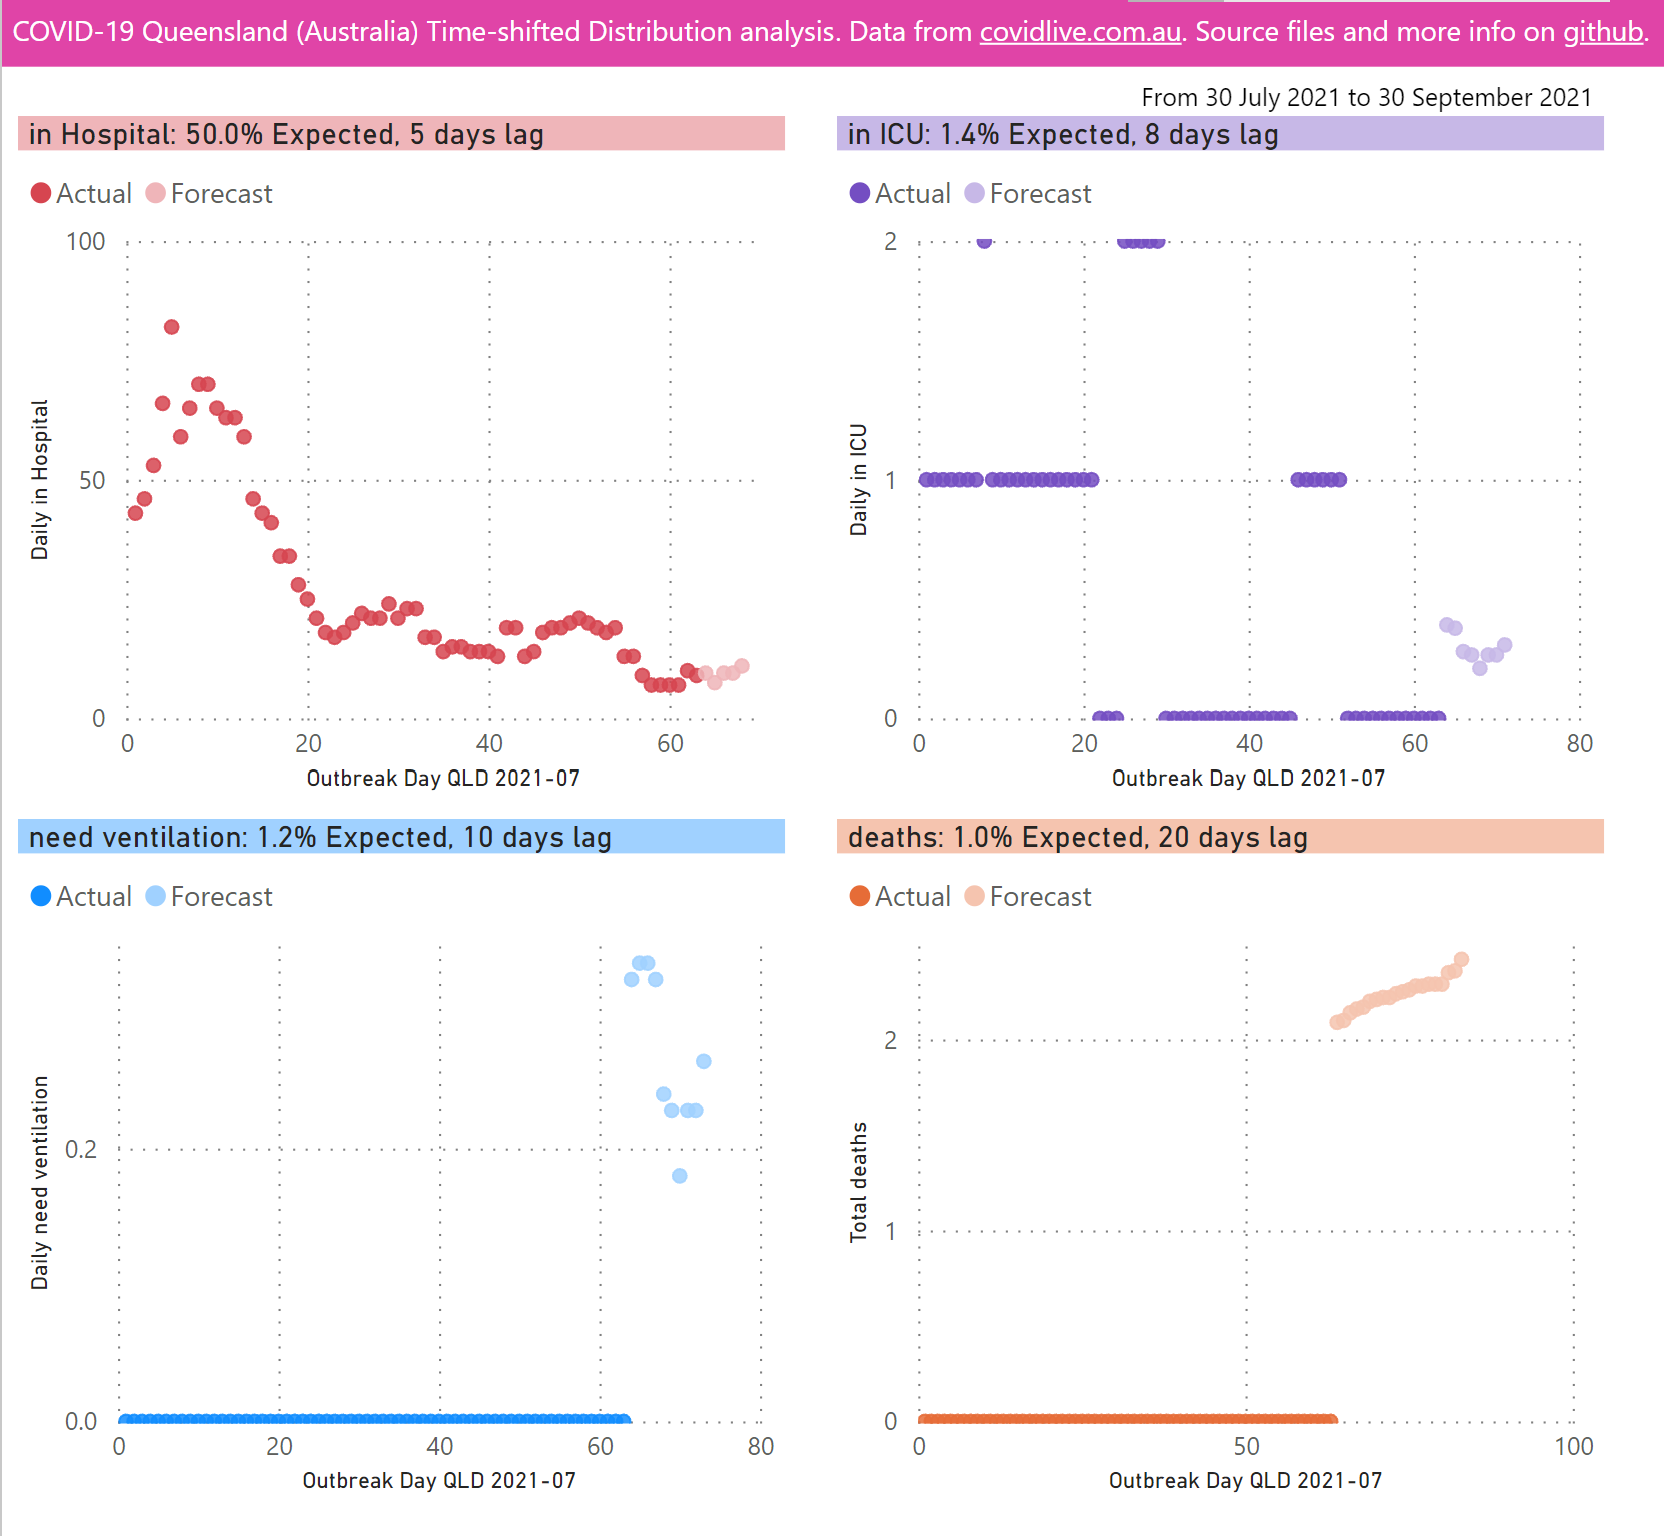 COVID-19 Queensland (Australia) Time-shifted Distribution analysis. Data from covidlive.com.au. Source files and more info on github.
From 30 July 2021 to 30 September 2021
in Hospital: 50.0% Expected, 5 days lag
Actual Forecast
100
50
0
0 20 40 60
Daily in Hospital
Outbreak Day QLD 2021-07
in ICU: 1.4% Expected, 8 days lag
Actual Forecast
2
1
0
0 20 40 60 80
Daily in ICU
Outbreak Day QLD 2021-07
need ventilation: 1.2% Expected, 10 days lag
Actual Forecast
0.2
0.0
0 20 40 60 80
Daily need ventilation
Outbreak Day QLD 2021-07
deaths: 1.0% Expected, 20 days lag
Actual Forecast
2
1
0
0 50 100
Total deaths
Outbreak Day QLD 2021-07